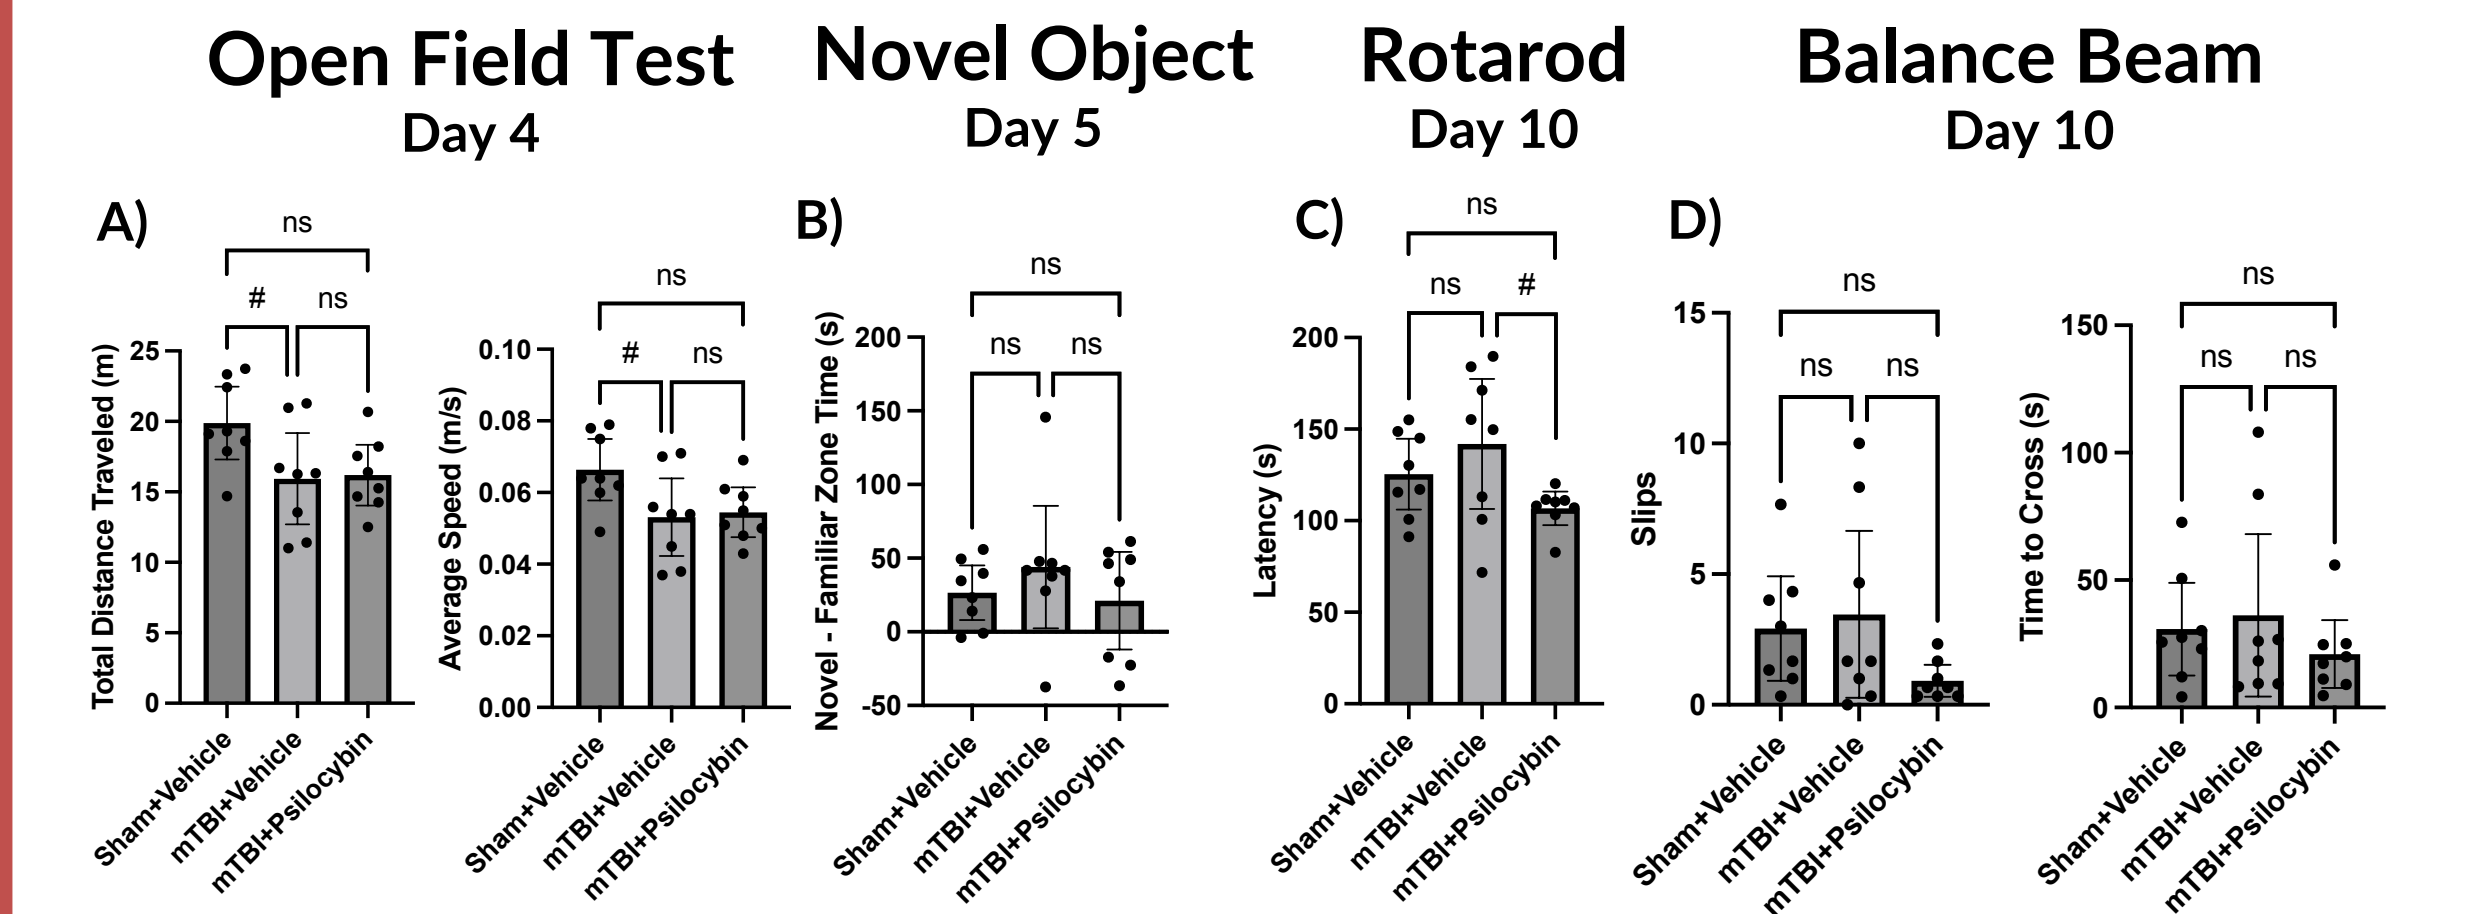 Open Field Test
Day 4
Novel Object
Day 5
Rotarod
Day 10
Balance Beam
Day 10
A)
ns
#
ns
Total Distance Traveled (m)
25
20
15
10
5
0
Sham+Vehicle
mTBI+Vehicle
mTBI+Psilocybin
ns
#
ns
Average Speed (m/s)
0.10
0.08
0.06
0.04
0.02
0.00
Sham+Vehicle
mTBI+Vehicle
mTBI+Psilocybin
B)
ns
ns
ns
Novel - Familiar Zone Time (s)
200
150
100
50
0
-50
Sham+Vehicle
mTBI+Vehicle
mTBI+Psilocybin
C)
ns
ns
#
Latency (s)
200
150
100
50
0
Sham+Vehicle
mTBI+Vehicle
mTBI+Psilocybin
D)
ns
ns
ns
Slips
15
10
5
0
Sham+Vehicle
mTBI+Vehicle
mTBI+Psilocybin
ns
ns
ns
Time to Cross (s)
150
100
50
0
Sham+Vehicle
mTBI+Vehicle
mTBI+Psilocybin